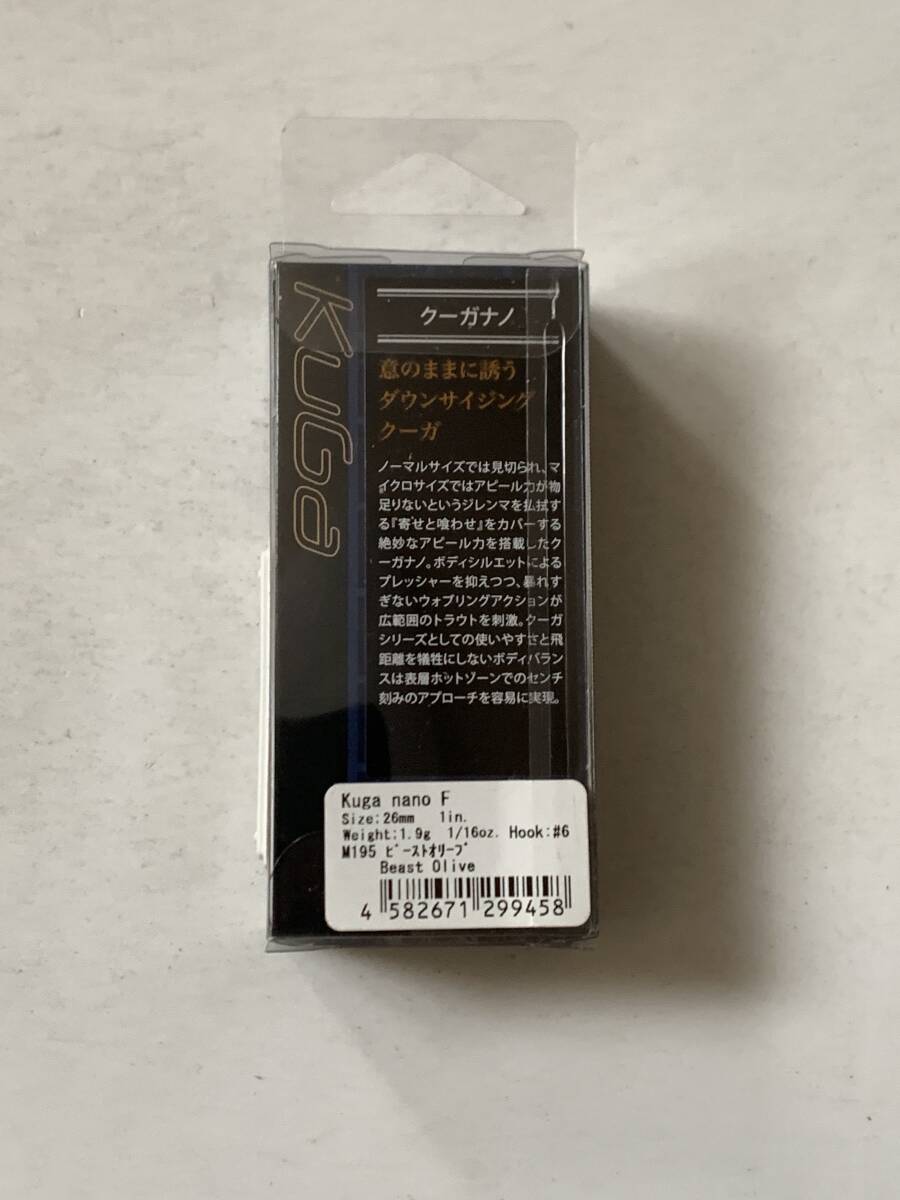 KUGa
クーガナノ
意のままに誘う
ダウンサイジング
クーガ
ノーマルサイズでは見切られ、マ
イクロサイズではアピール力が物
足りないというジレンマを払拭す
る『寄せと喰わせ』をカバーする
絶妙なアピール力を搭載したク
ーガナノ。ボディシルエットによる
プレッシャーを抑えつつ、暴れす
ぎないウォブリングアクションが
広範囲のトラウトを刺激。クーガ
シリーズとしての使いやすさと飛
距離を犠牲にしないボディバラン
スは表層ホットゾーンでのセンチ
刻みのアプローチを容易に実現。
Kuga nano F
Size:26mm 1in.
Weight:1.9g 1/16oz. Hook:#6
M195 ﾋﾞｰｽﾄｵﾘｰﾌﾞ
Beast Olive
4 582671 299458